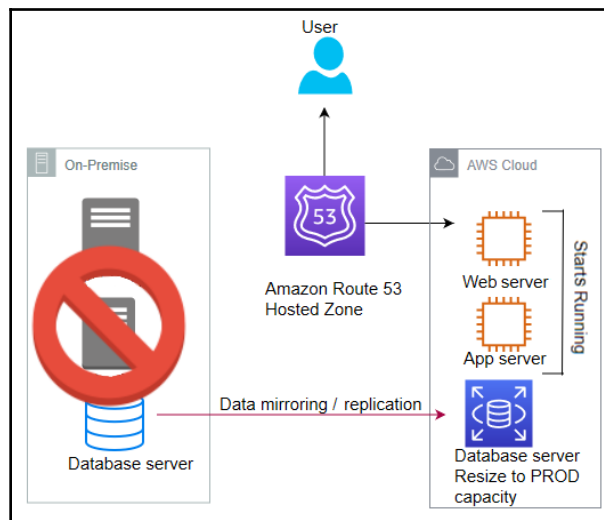 User
On-Premise
AWS Cloud
53
Amazon Route 53
Hosted Zone
Web server
App server
Starts Running
Data mirroring / replication
Database server
Database server
Resize to PROD
capacity